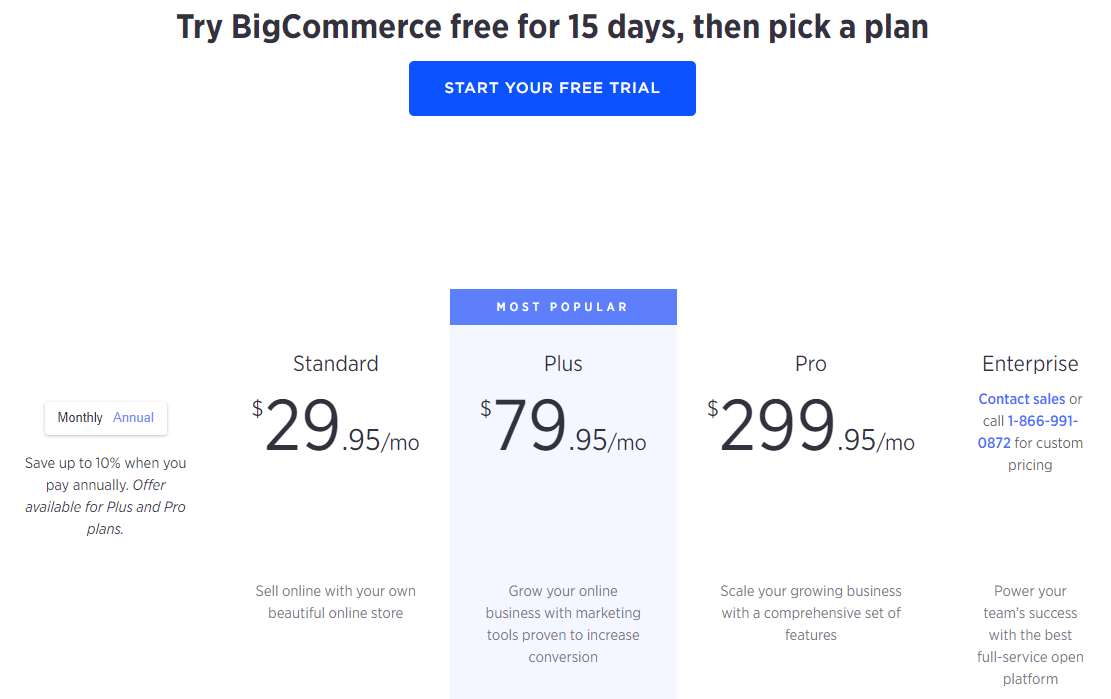 Try BigCommerce free for 15 days, then pick a plan
START YOUR FREE TRIAL
MOST POPULAR
Monthly Annual
Save up to 10% when you
pay annually. Offer
available for Plus and Pro
plans.
Standard
$29.95/mo
Sell online with your own
beautiful online store
Plus
$79.95/mo
Grow your online
business with marketing
tools proven to increase
conversion
Pro
$299.95/mo
Scale your growing business
with a comprehensive set of
features
Enterprise
Contact sales or
call 1-866-991-
0872 for custom
pricing
Power your
team's success
with the best
full-service open
platform